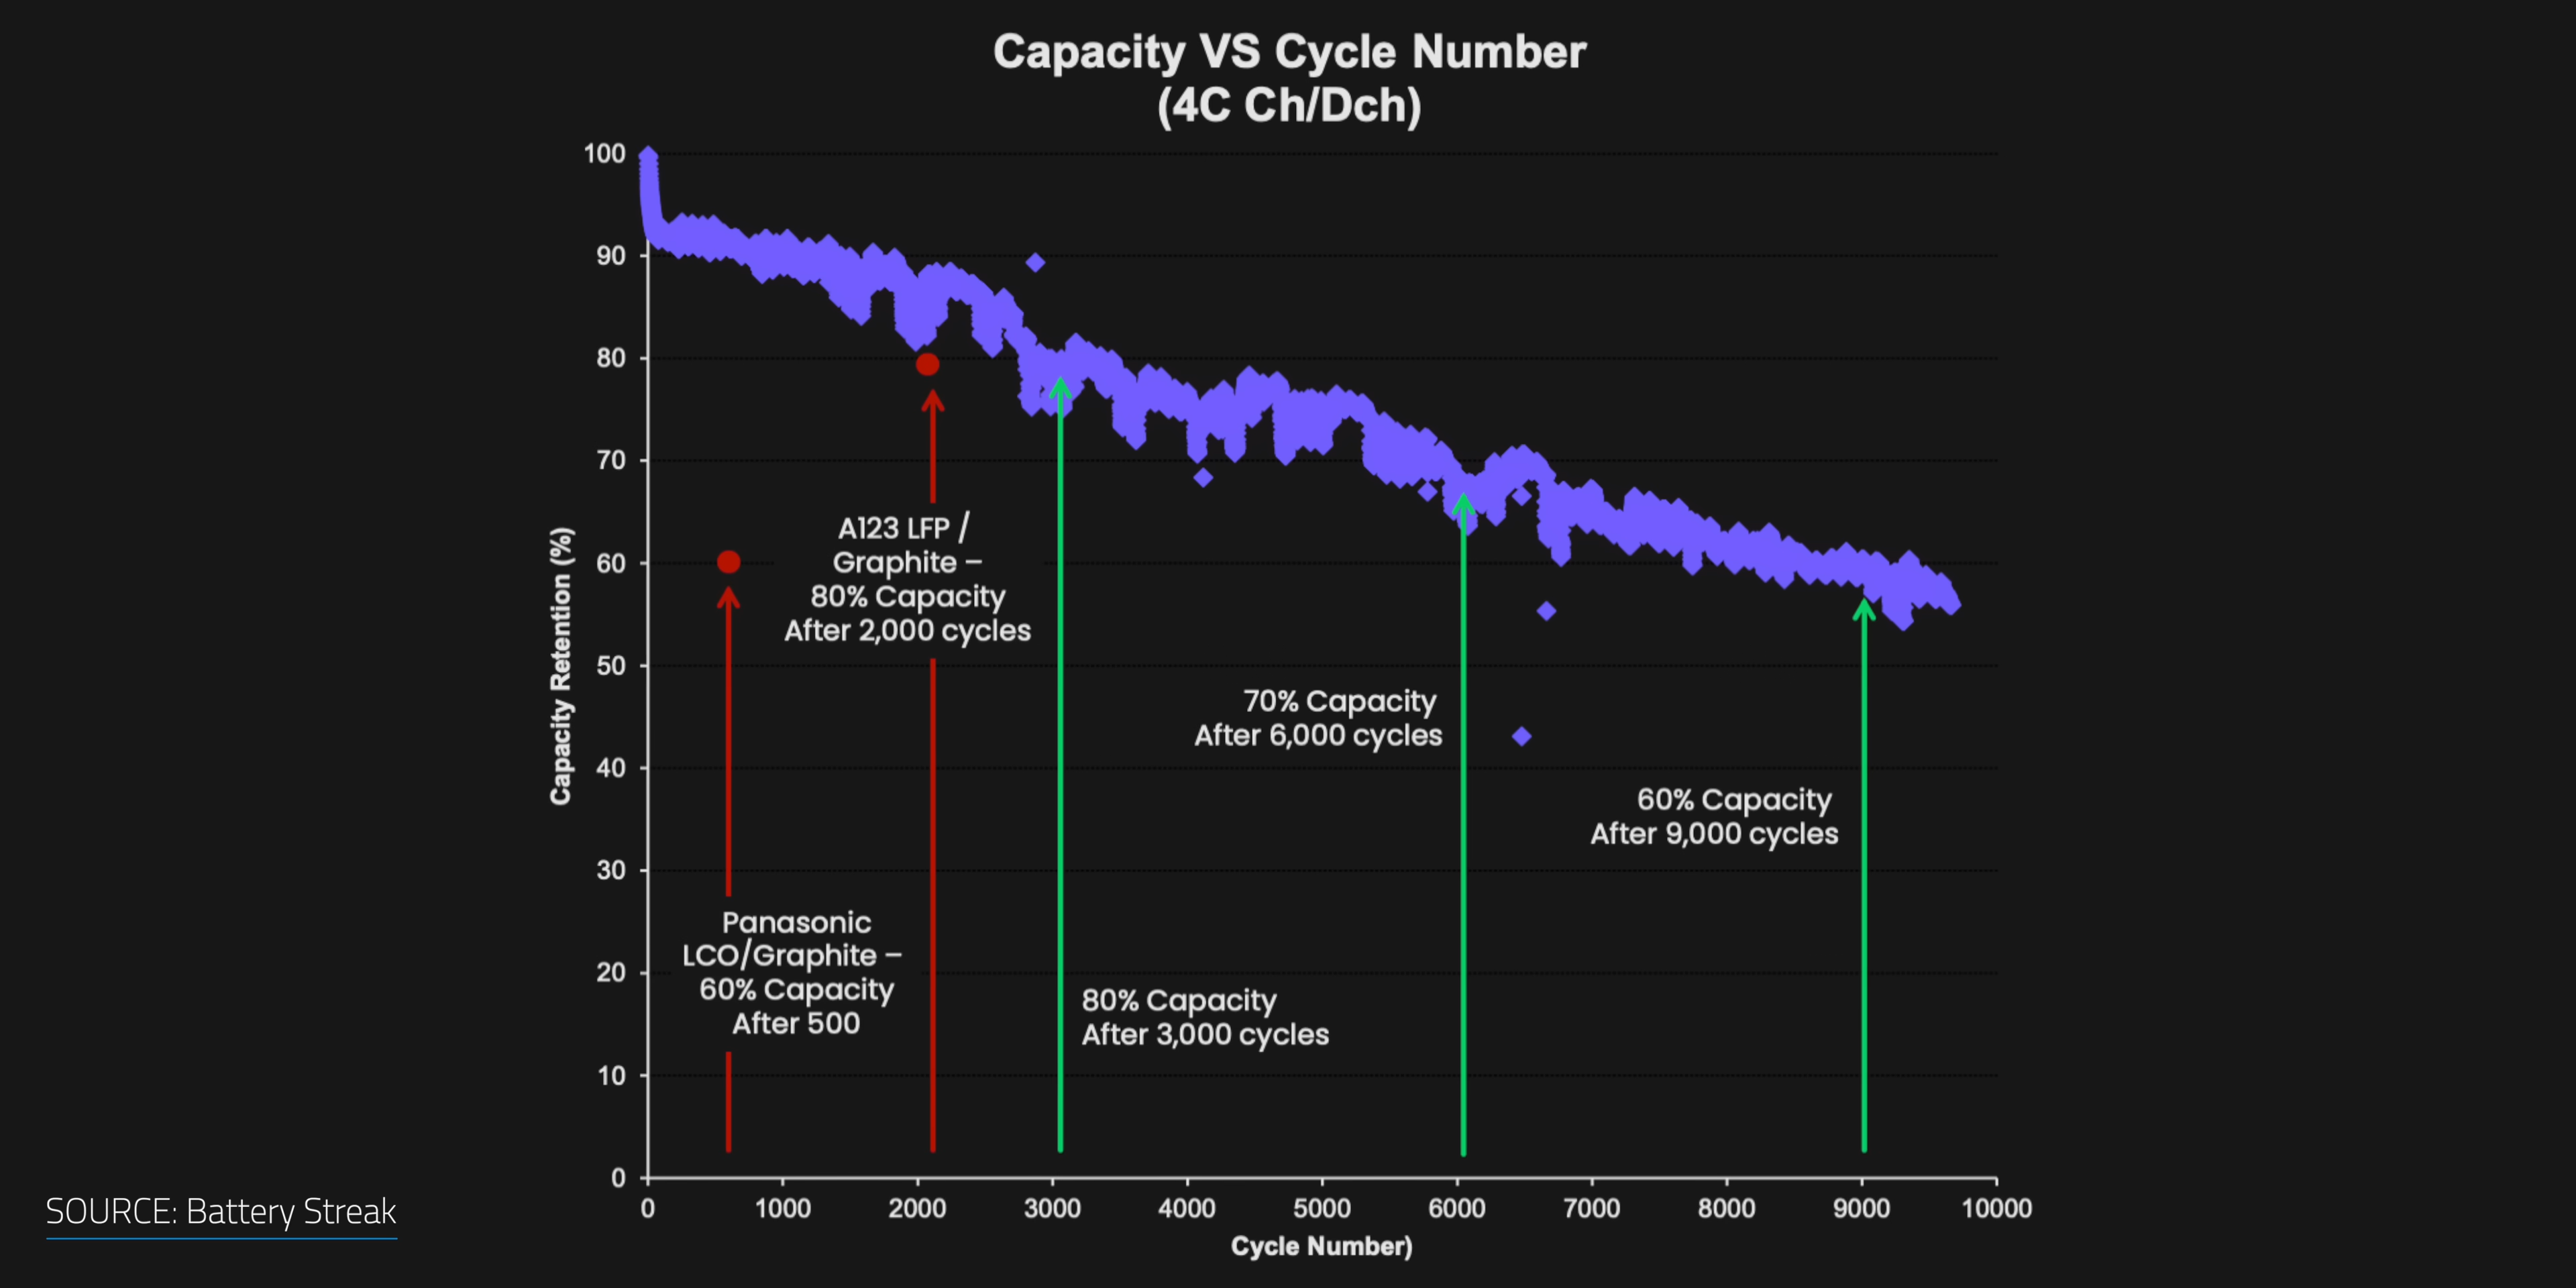 Capacity VS Cycle Number
(4C Ch/Dch)
100
90
80
70
60
50
40
30
20
10
0
Capacity Retention (%)
A123 LFP /
Graphite –
80% Capacity
After 2,000 cycles
Panasonic
LCO/Graphite –
60% Capacity
After 500
80% Capacity
After 3,000 cycles
70% Capacity
After 6,000 cycles
60% Capacity
After 9,000 cycles
0 1000 2000 3000 4000 5000 6000 7000 8000 9000 10000
Cycle Number)
SOURCE: Battery Streak